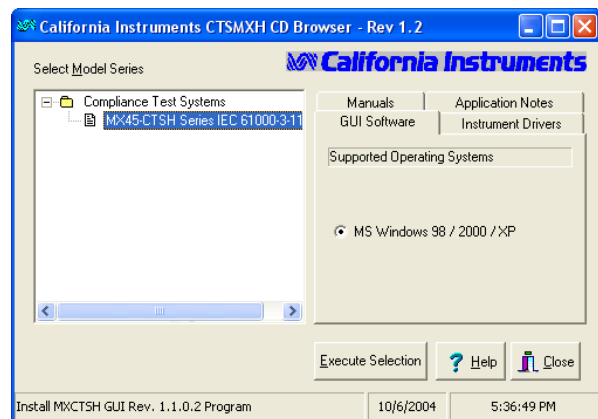 California Instruments CTSMXH CD Browser - Rev 1.2
Select Model Series
California Instruments
Compliance Test Systems
MX45-CTSH Series IEC 61000-3-11
Manuals
Application Notes
GUI Software
Instrument Drivers
Supported Operating Systems
MS Windows 98 / 2000 / XP
Execute Selection
? Help
Close
Install MXCTSH GUI Rev. 1.1.0.2 Program
10/6/2004
5:36:49 PM